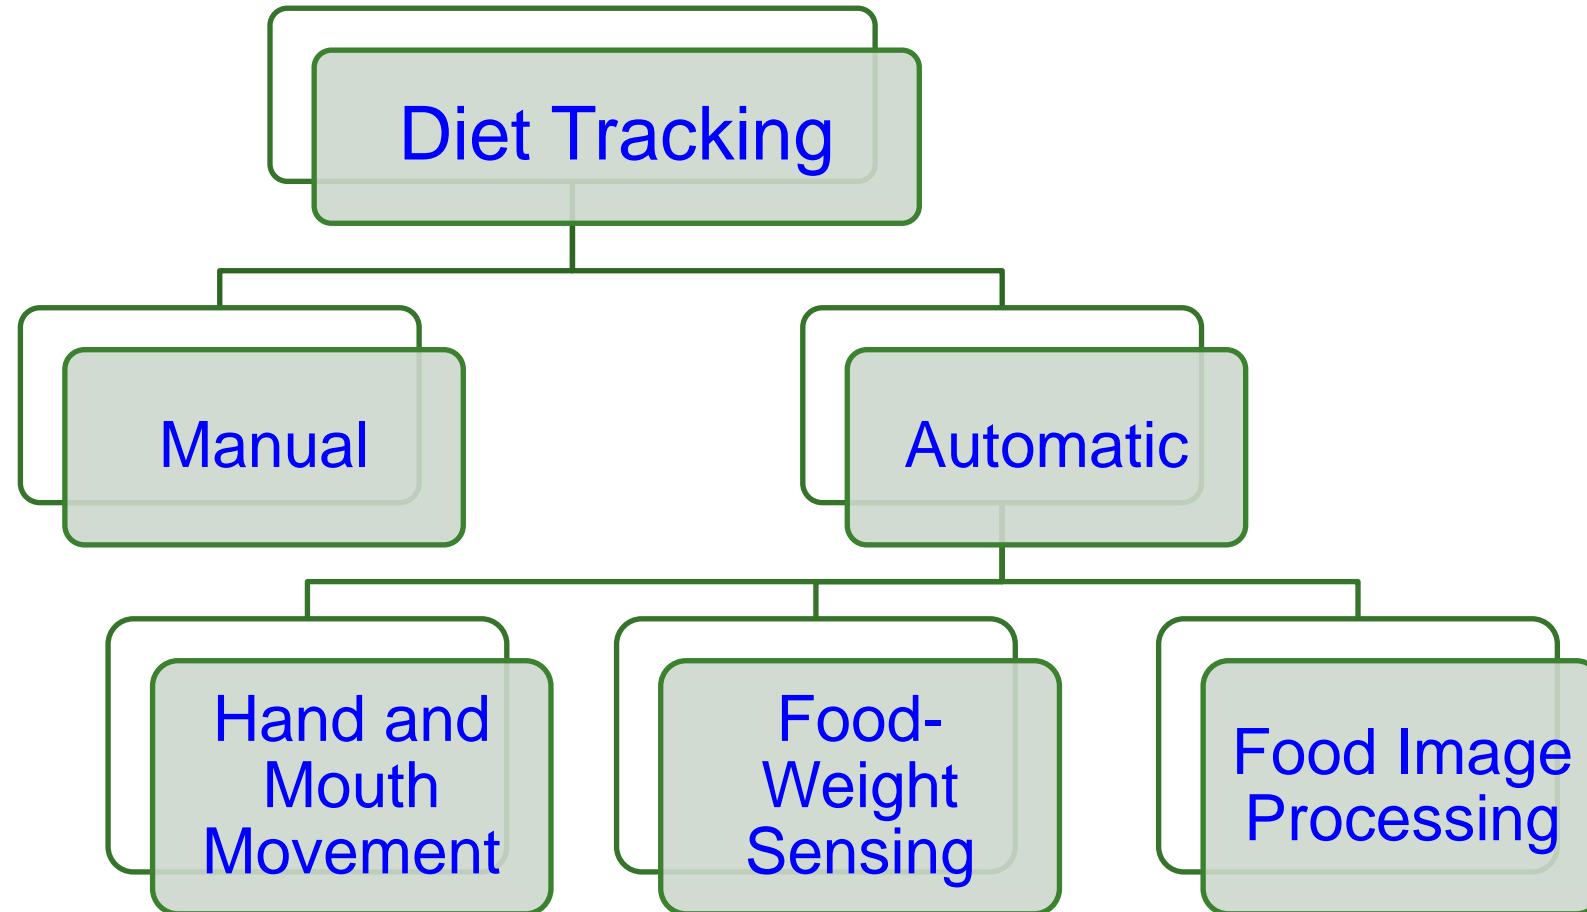 Diet Tracking
Manual
Automatic
Hand and
Mouth
Movement
Food-
Weight
Sensing
Food Image
Processing